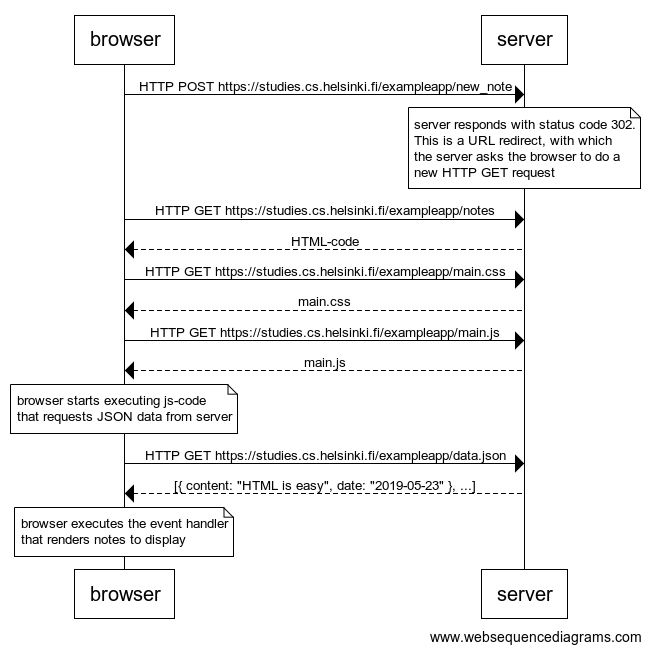 browser
server
HTTP POST https://studies.cs.helsinki.fi/exampleapp/new_note
server responds with status code 302.
This is a URL redirect, with which
the server asks the browser to do a
new HTTP GET request
HTTP GET https://studies.cs.helsinki.fi/exampleapp/notes
HTML-code
HTTP GET https://studies.cs.helsinki.fi/exampleapp/main.css
main.css
HTTP GET https://studies.cs.helsinki.fi/exampleapp/main.js
main.js
browser starts executing js-code
that requests JSON data from server
HTTP GET https://studies.cs.helsinki.fi/exampleapp/data.json
[{ content: "HTML is easy", date: "2019-05-23" }, ...]
browser executes the event handler
that renders notes to display
browser
server
www.websequencediagrams.com